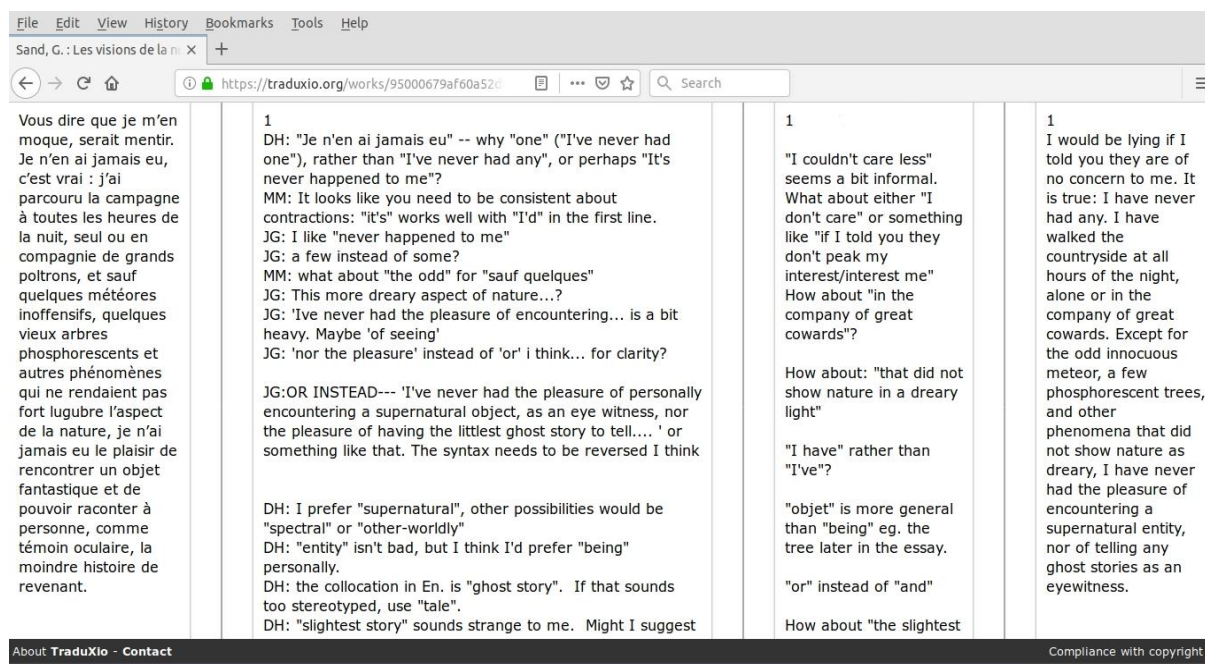 File Edit View History Bookmarks Tools Help
Sand, G. : Les visions de la n
https://traduxio.org/works/95000679af60a52d
Search
Vous dire que je m'en
moque, serait mentir.
Je n'en ai jamais eu,
c'est vrai : j'ai
parcouru la campagne
à toutes les heures de
la nuit, seul ou en
compagnie de grands
poltrons, et sauf
quelques météores
inoffensifs, quelques
vieux arbres
phosphorescents et
autres phénomènes
qui ne rendaient pas
fort lugubre l'aspect
de la nature, je n'ai
jamais eu le plaisir de
rencontrer un objet
fantastique et de
pouvoir raconter à
personne, comme
témoin oculaire, la
moindre histoire de
revenant.
1
DH: "Je n'en ai jamais eu" -- why "one" ("I've never had
one"), rather than "I've never had any", or perhaps "It's
never happened to me"?
MM: It looks like you need to be consistent about
contractions: "it's" works well with "I'd" in the first line.
JG: I like "never happened to me"
JG: a few instead of some?
MM: what about "the odd" for "sauf quelques"
JG: This more dreary aspect of nature...?
JG: 'Ive never had the pleasure of encountering... is a bit
heavy. Maybe 'of seeing'
JG: 'nor the pleasure' instead of 'or' i think... for clarity?
JG:OR INSTEAD--- 'I've never had the pleasure of personally
encountering a supernatural object, as an eye witness, nor
the pleasure of having the littlest ghost story to tell.... ' or
something like that. The syntax needs to be reversed I think
DH: I prefer "supernatural", other possibilities would be
"spectral" or "other-worldly"
DH: "entity" isn't bad, but I think I'd prefer "being"
personally.
DH: the collocation in En. is "ghost story".  If that sounds
too stereotyped, use "tale".
DH: "slightest story" sounds strange to me.  Might I suggest
1
"I couldn't care less"
seems a bit informal.
What about either "I
don't care" or something
like "if I told you they
don't peak my
interest/interest me"
How about "in the
company of great
cowards"?
How about: "that did not
show nature in a dreary
light"
"I have" rather than
"I've"?
"objet" is more general
than "being" eg. the
tree later in the essay.
"or" instead of "and"
How about "the slightest
1
I would be lying if I
told you they are of
no concern to me. It
is true: I have never
had any. I have
walked the
countryside at all
hours of the night,
alone or in the
company of great
cowards. Except for
the odd innocuous
meteor, a few
phosphorescent trees,
and other
phenomena that did
not show nature as
dreary, I have never
had the pleasure of
encountering a
supernatural entity,
nor of telling any
ghost stories as an
eyewitness.
About TraduXio - Contact
Compliance with copyright